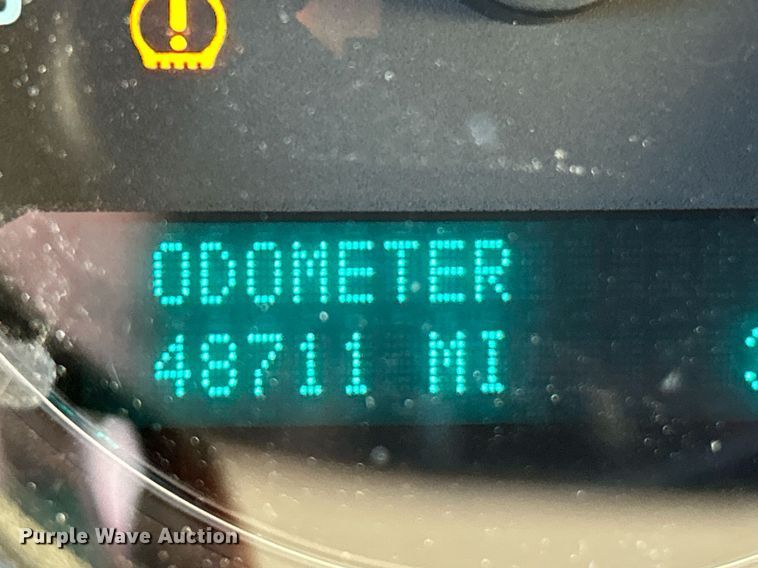 ODOMETER
48711 MI
Purple Wave Auction